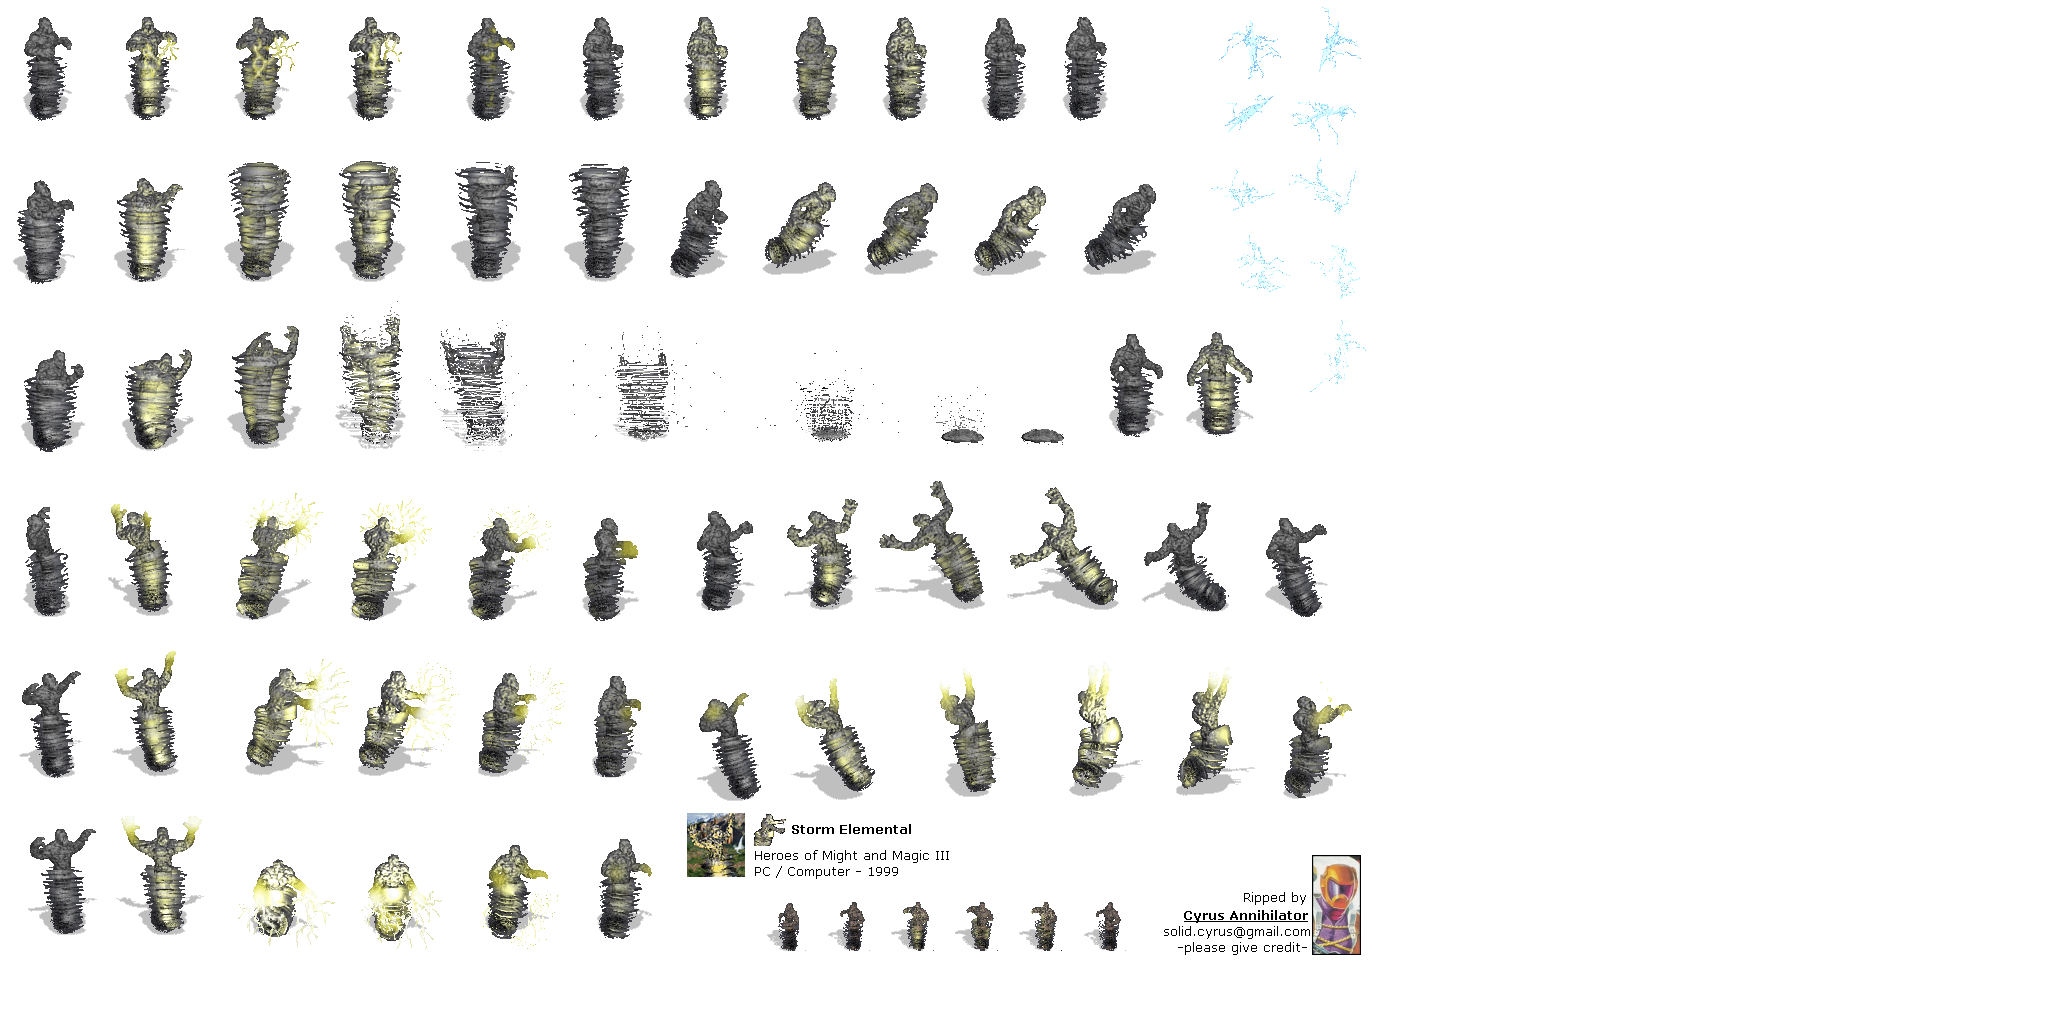 Storm Elemental
Heroes of Might and Magic III
PC / Computer - 1999
Ripped by
Cyrus Annihilator
solid.cyrus@gmail.com
-please give credit-